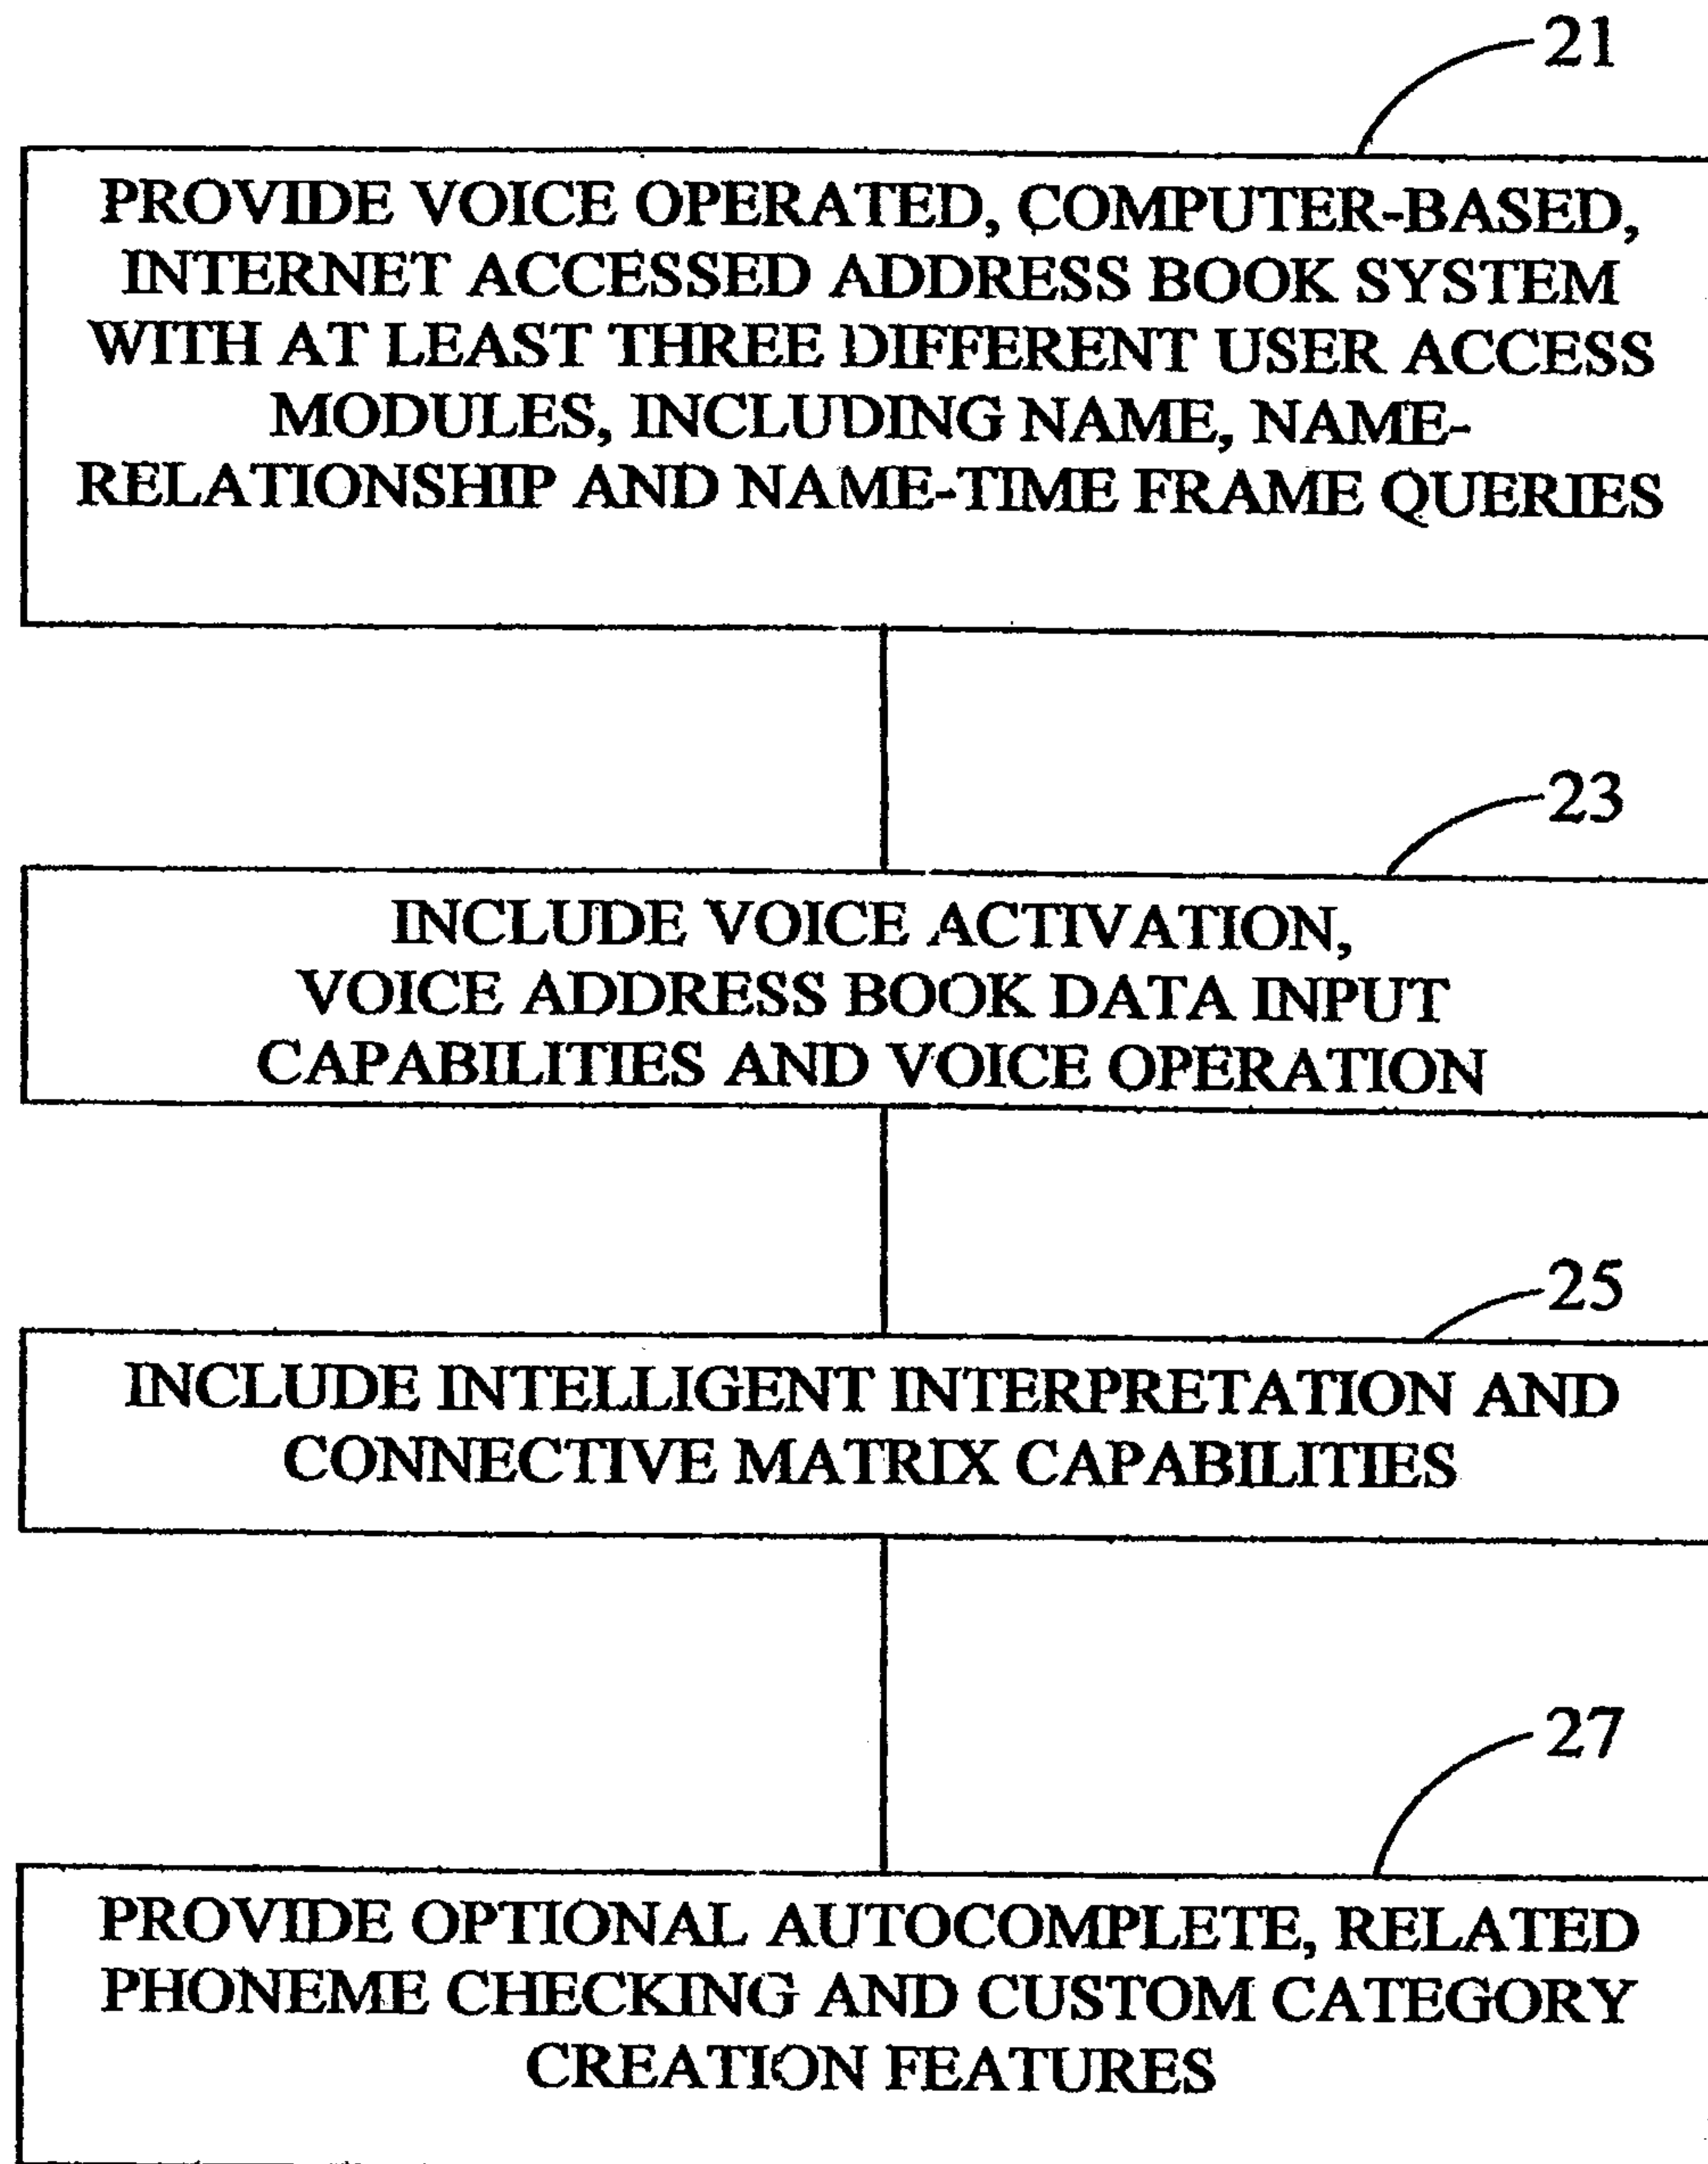 21
PROVIDE VOICE OPERATED, COMPUTER-BASED,
INTERNET ACCESSED ADDRESS BOOK SYSTEM
WITH AT LEAST THREE DIFFERENT USER ACCESS
MODULES, INCLUDING NAME, NAME-
RELATIONSHIP AND NAME-TIME FRAME QUERIES
23
INCLUDE VOICE ACTIVATION,
VOICE ADDRESS BOOK DATA INPUT
CAPABILITIES AND VOICE OPERATION
25
INCLUDE INTELLIGENT INTERPRETATION AND
CONNECTIVE MATRIX CAPABILITIES
27
PROVIDE OPTIONAL AUTOCOMPLETE, RELATED
PHONEME CHECKING AND CUSTOM CATEGORY
CREATION FEATURES